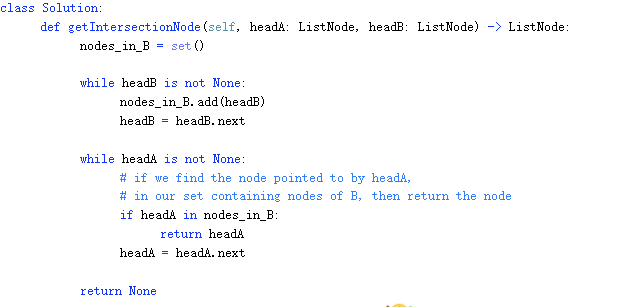 class Solution:
def getIntersectionNode(self, headA: ListNode, headB: ListNode) -> ListNode:
nodes_in_B = set()
while headB is not None:
nodes_in_B.add(headB)
headB = headB.next
while headA is not None:
# if we find the node pointed to by headA,
# in our set containing nodes of B, then return the node
if headA in nodes_in_B:
return headA
headA = headA.next
return None